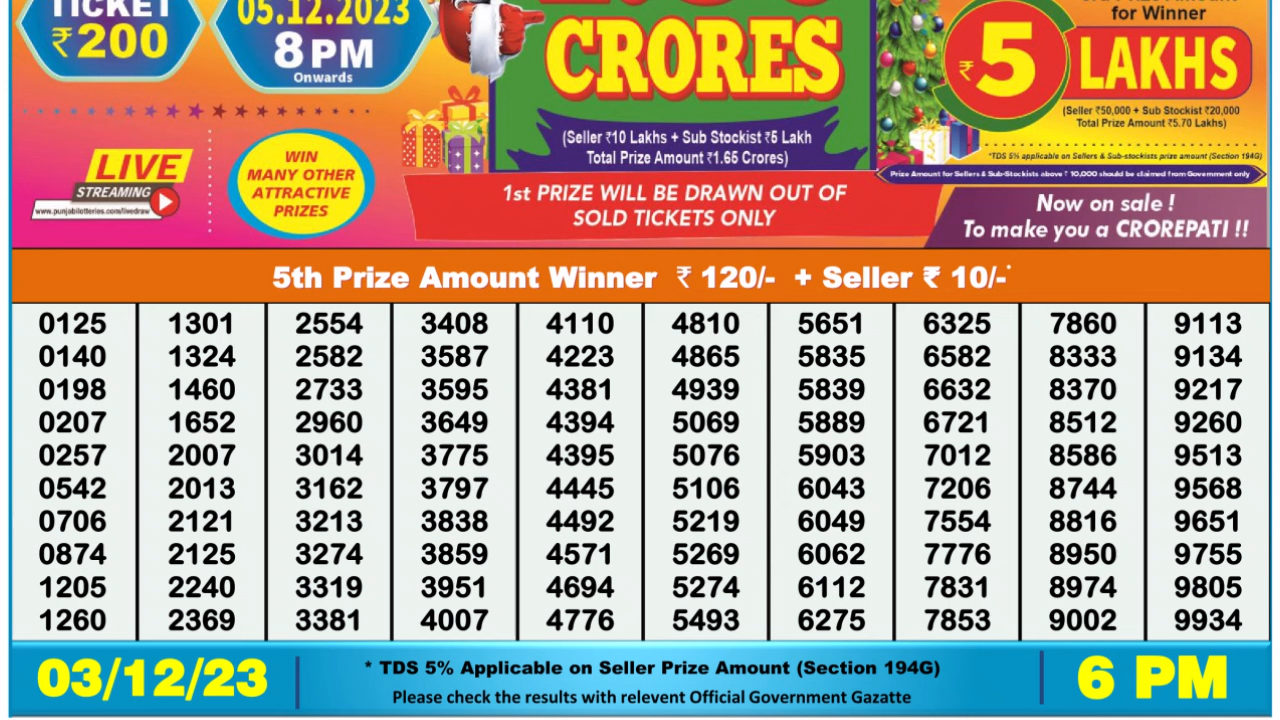 TICKET
₹200
05.12.2023
8 PM
Onwards
CRORES
(Seller ₹10 Lakhs + Sub Stockist ₹5 Lakh
Total Prize Amount ₹1.65 Crores)
for Winner
₹5 LAKHS
(Seller ₹50,000 + Sub Stockist ₹20,000
Total Prize Amount ₹5.70 Lakhs)
*TDS 5% applicable on Sellers & Sub-stockists prize amount (Section 194G)
Prize Amount for Sellers & Sub-Stockists above ₹ 10,000 should be claimed from Government only
LIVE
STREAMING
www.punjablotteries.com/livedraw
WIN
MANY OTHER
ATTRACTIVE
PRIZES
1st PRIZE WILL BE DRAWN OUT OF
SOLD TICKETS ONLY
Now on sale !
To make you a CROREPATI !!
5th Prize Amount Winner ₹ 120/- + Seller ₹ 10/-*
0125 1301 2554 3408 4110 4810 5651 6325 7860 9113
0140 1324 2582 3587 4223 4865 5835 6582 8333 9134
0198 1460 2733 3595 4381 4939 5839 6632 8370 9217
0207 1652 2960 3649 4394 5069 5889 6721 8512 9260
0257 2007 3014 3775 4395 5076 5903 7012 8586 9513
0542 2013 3162 3797 4445 5106 6043 7206 8744 9568
0706 2121 3213 3838 4492 5219 6049 7554 8816 9651
0874 2125 3274 3859 4571 5269 6062 7776 8950 9755
1205 2240 3319 3951 4694 5274 6112 7831 8974 9805
1260 2369 3381 4007 4776 5493 6275 7853 9002 9934
03/12/23
* TDS 5% Applicable on Seller Prize Amount (Section 194G)
Please check the results with relevent Official Government Gazatte
6 PM